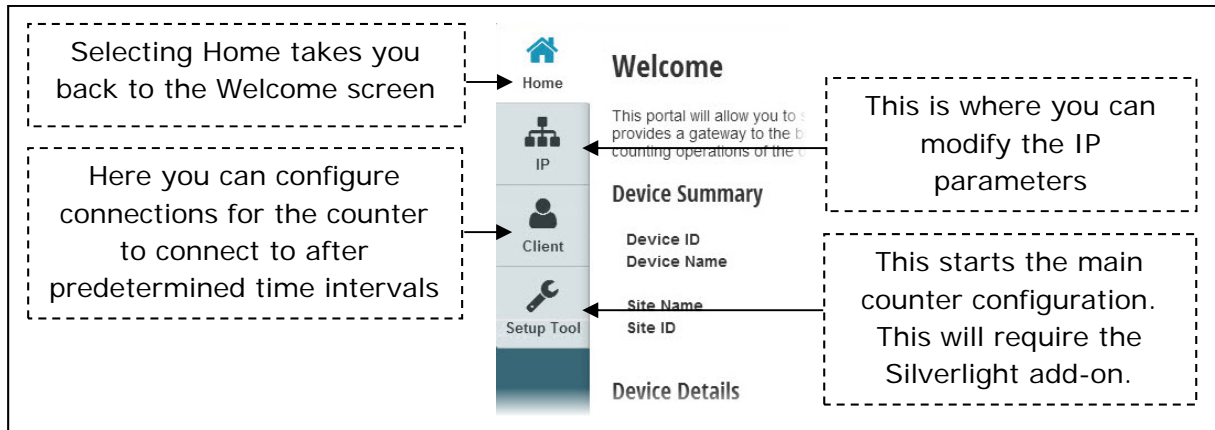 Selecting Home takes you
back to the Welcome screen
Here you can configure
connections for the counter
to connect to after
predetermined time intervals
Home
IP
Client
Setup Tool
Welcome
This portal will allow you to
provides a gateway to the
counting operations of the
Device Summary
Device ID
Device Name
Site Name
Site ID
Device Details
This is where you can
modify the IP
parameters
This starts the main
counter configuration.
This will require the
Silverlight add-on.